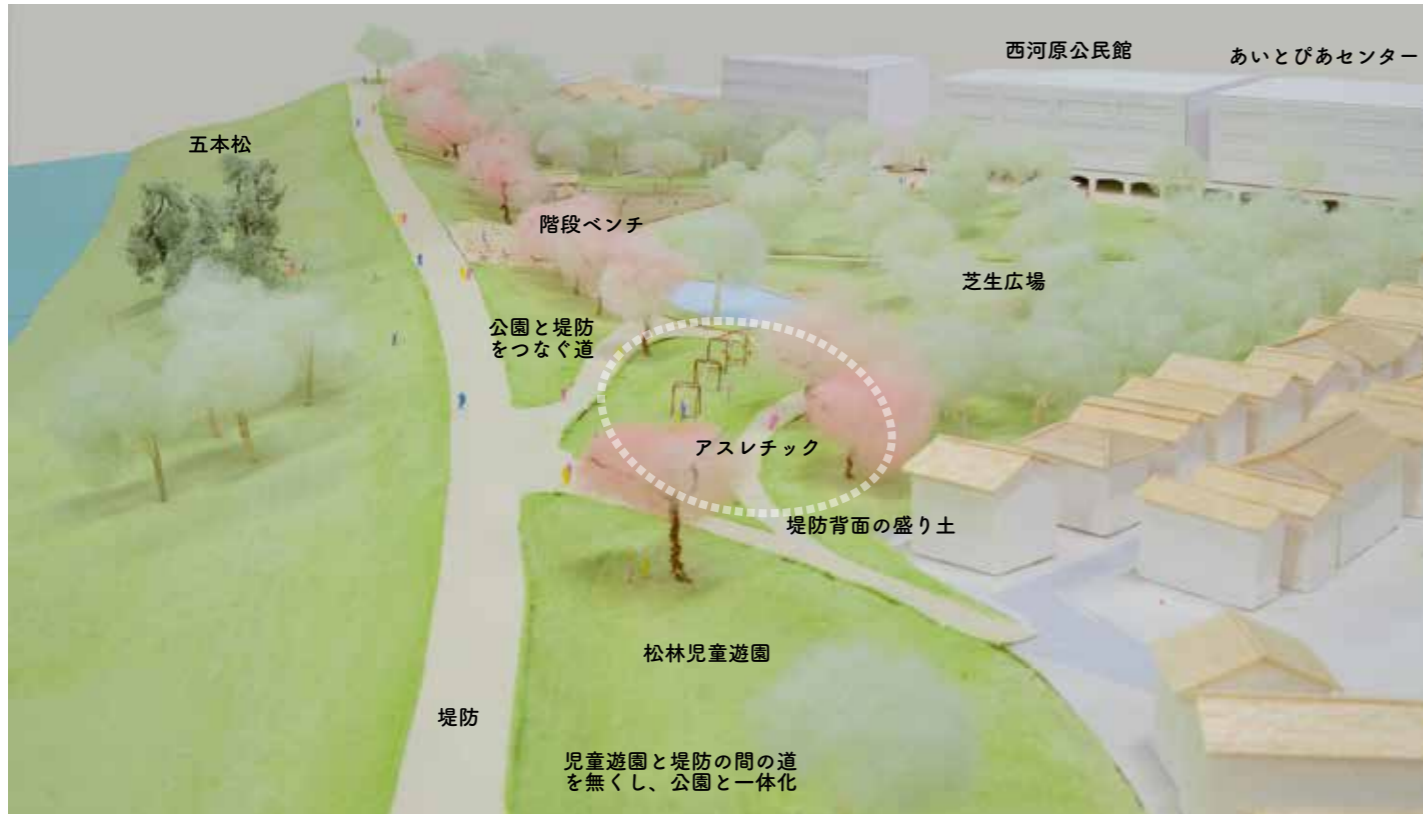 西河原公民館
あいとぴあセンター
五本松
階段ベンチ
芝生広場
公園と堤防
をつなぐ道
アスレチック
堤防背面の盛り土
松林児童遊園
堤防
児童遊園と堤防の間の道
を無くし、公園と一体化